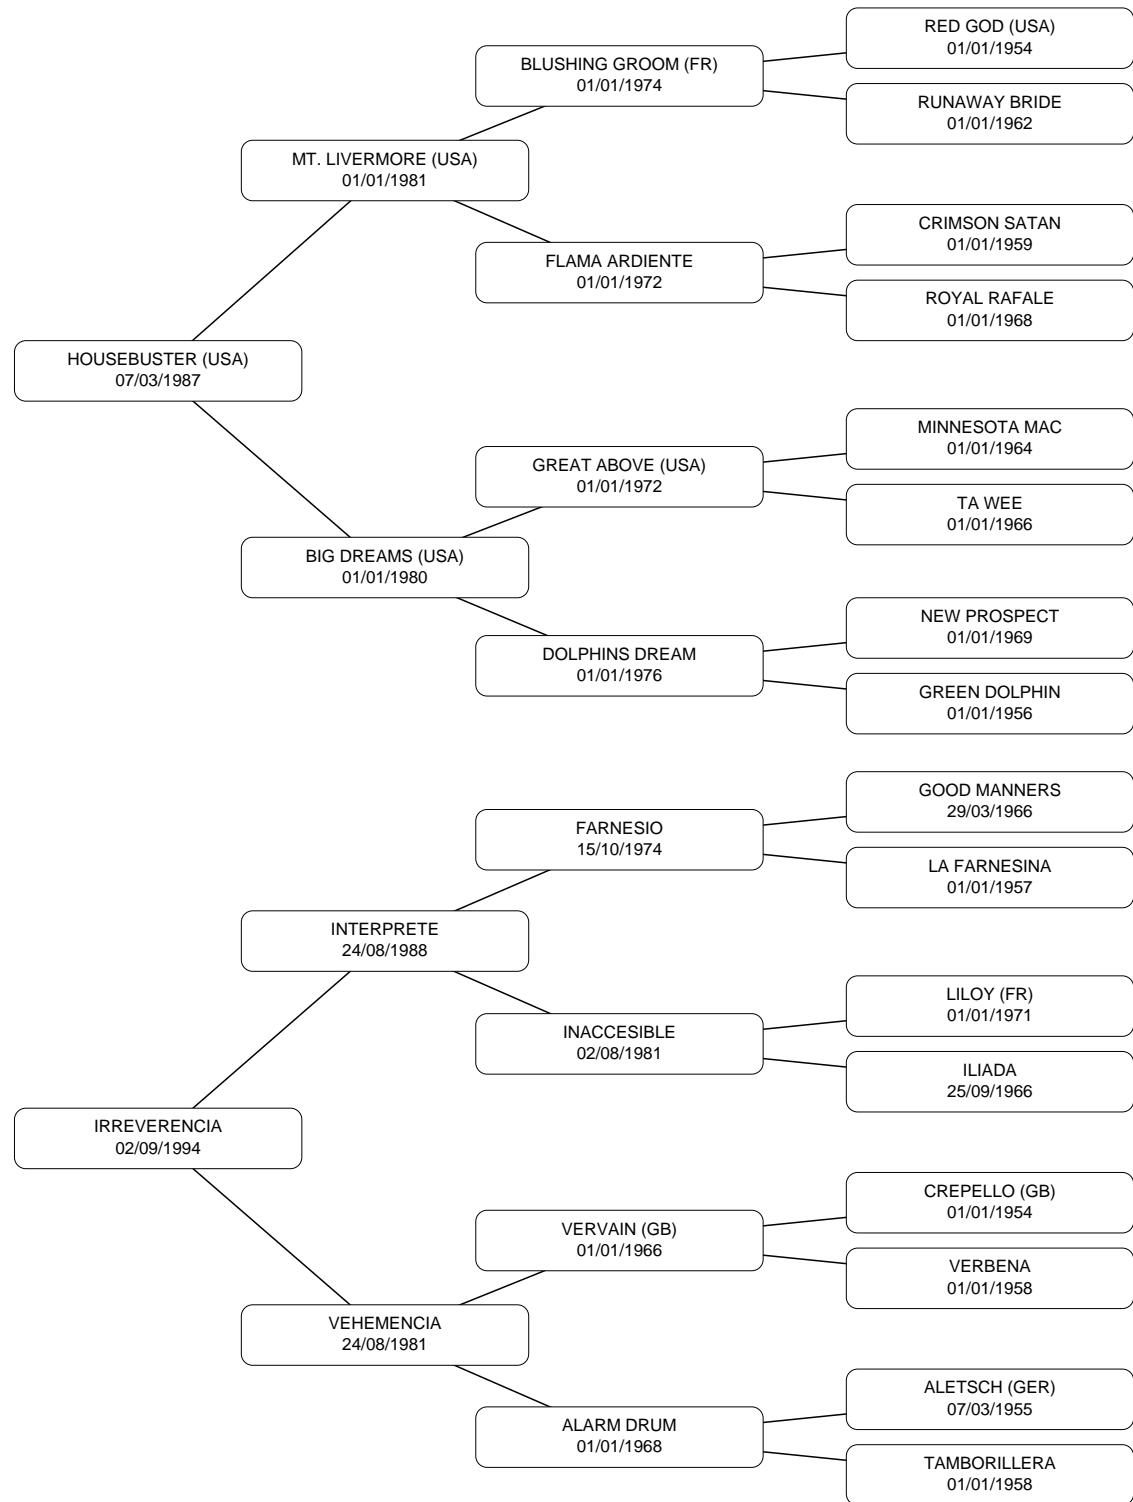 RED GOD (USA)
01/01/1954
BLUSHING GROOM (FR)
01/01/1974
RUNAWAY BRIDE
01/01/1962
MT. LIVERMORE (USA)
01/01/1981
CRIMSON SATAN
01/01/1959
FLAMA ARDIENTE
01/01/1972
ROYAL RAFALE
01/01/1968
HOUSEBUSTER (USA)
07/03/1987
MINNESOTA MAC
01/01/1964
GREAT ABOVE (USA)
01/01/1972
TA WEE
01/01/1966
BIG DREAMS (USA)
01/01/1980
NEW PROSPECT
01/01/1969
DOLPHINS DREAM
01/01/1976
GREEN DOLPHIN
01/01/1956
GOOD MANNERS
29/03/1966
FARNESIO
15/10/1974
LA FARNESINA
01/01/1957
INTERPRETE
24/08/1988
LILOY (FR)
01/01/1971
INACCESIBLE
02/08/1981
ILIADA
25/09/1966
IRREVERENCIA
02/09/1994
CREPELLO (GB)
01/01/1954
VERVAIN (GB)
01/01/1966
VERBENA
01/01/1958
VEHEMENCIA
24/08/1981
ALETSCH (GER)
07/03/1955
ALARM DRUM
01/01/1968
TAMBORILLERA
01/01/1958